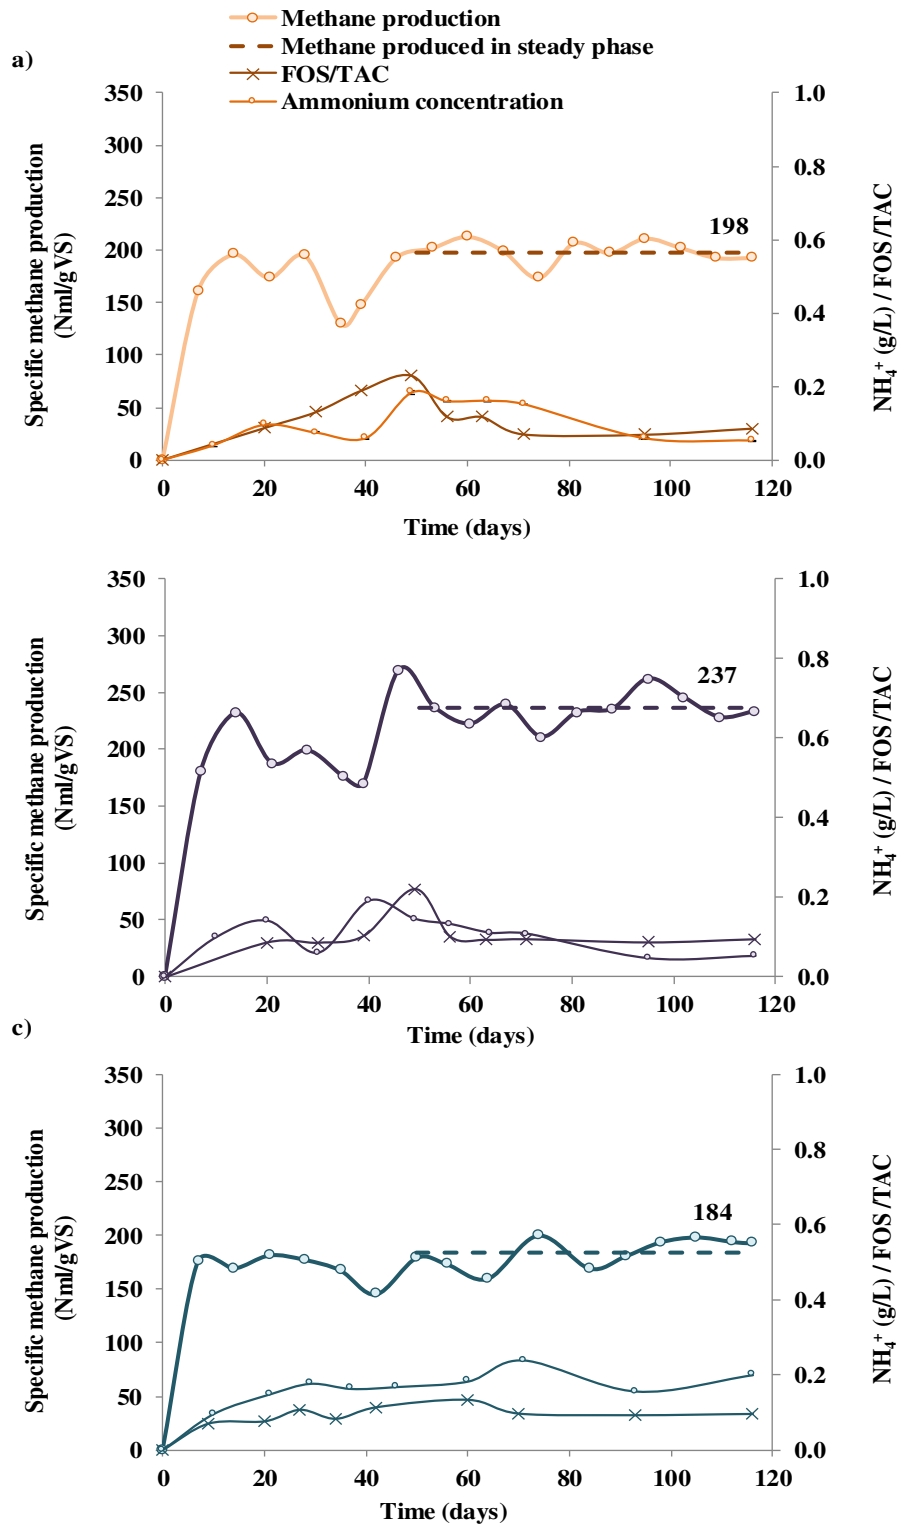 Methane production
Methane produced in steady phase
FOS/TAC
Ammonium concentration
a)
350
300
250
200
150
100
50
0
Specific methane production
(Nml/gVS)
198
1.0
0.8
0.6
0.4
0.2
0.0
NH₄⁺ (g/L) / FOS/TAC
0 20 40 60 80 100 120
Time (days)
350
300
250
200
150
100
50
0
Specific methane production
(Nml/gVS)
237
1.0
0.8
0.6
0.4
0.2
0.0
NH₄⁺ (g/L) / FOS/TAC
0 20 40 60 80 100 120
Time (days)
c)
350
300
250
200
150
100
50
0
Specific methane production
(Nml/gVS)
184
1.0
0.8
0.6
0.4
0.2
0.0
NH₄⁺ (g/L) / FOS/TAC
0 20 40 60 80 100 120
Time (days)